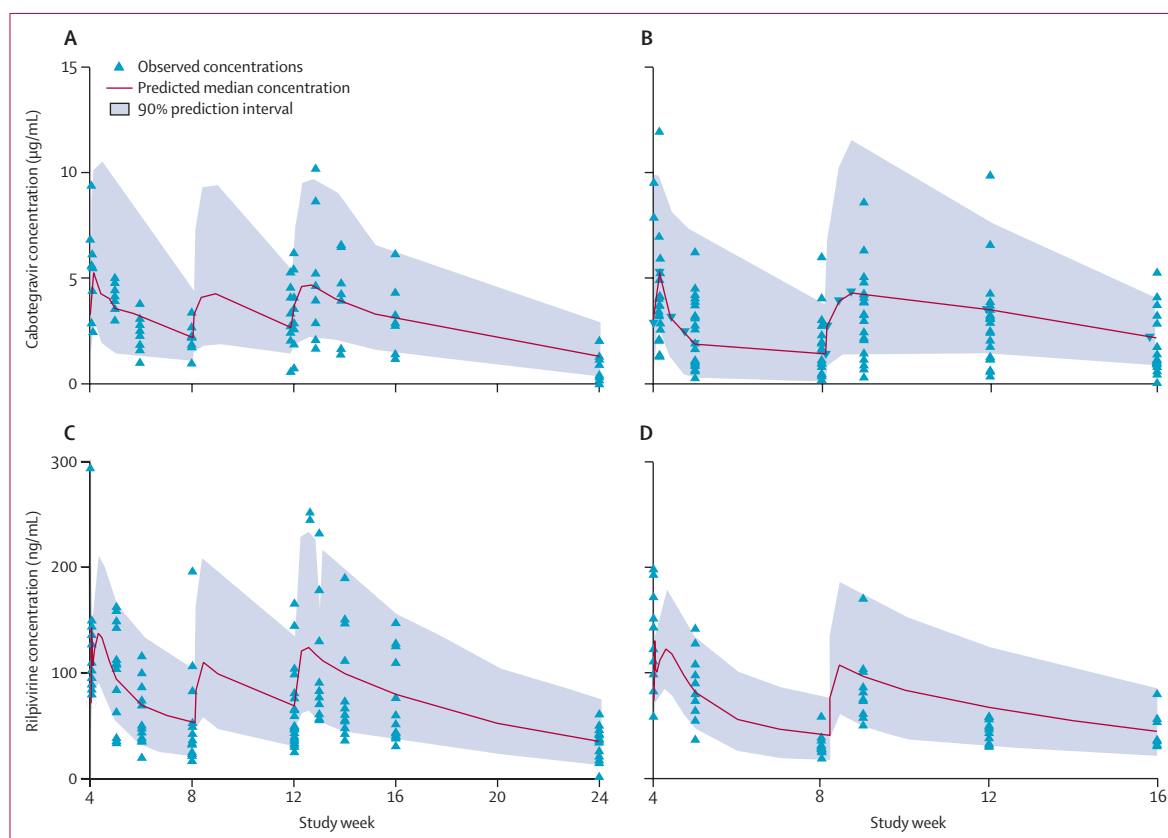 A
B
Observed concentrations
Predicted median concentration
90% prediction interval
Cabotegravir concentration (µg/mL)
15
10
5
0
C
D
Rilpivirine concentration (ng/mL)
300
200
100
0
4 8 12 16 20 24
4 8 12 16
Study week
Study week